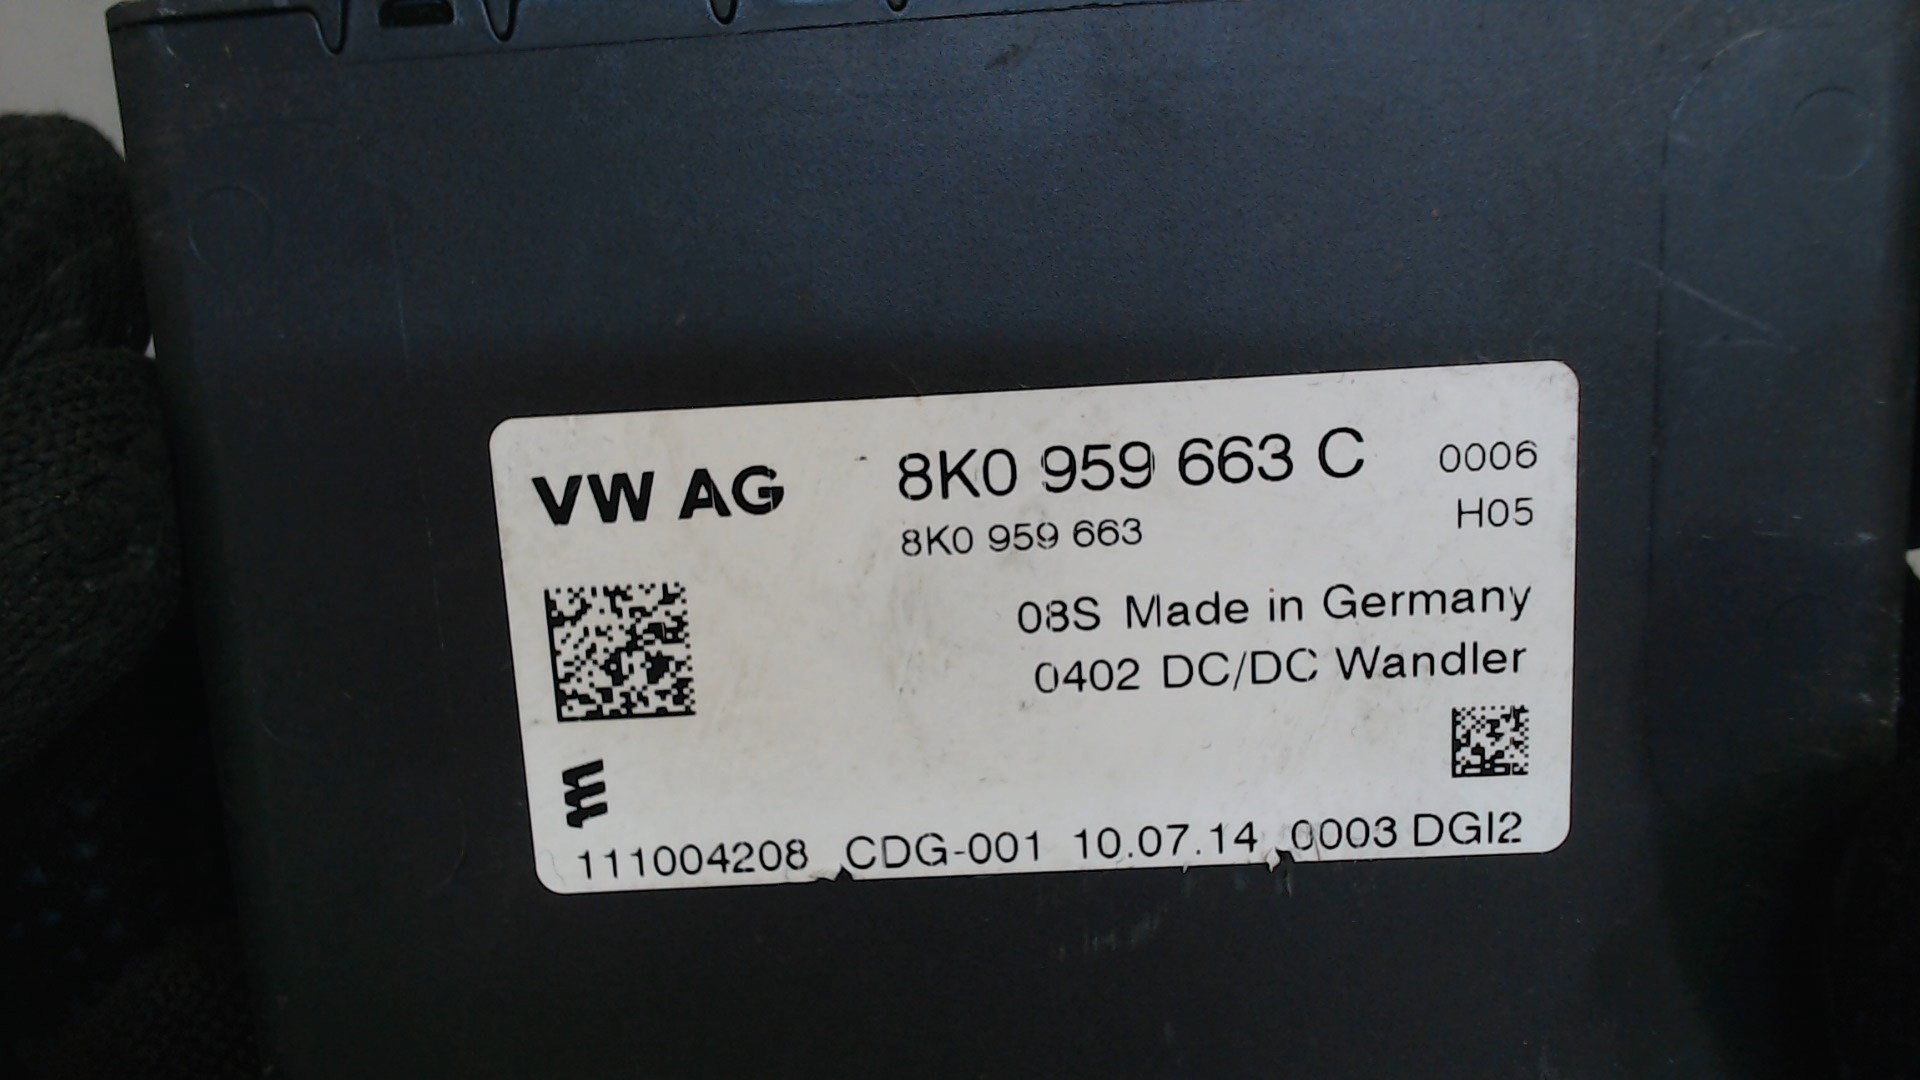 VW AG 8K0 959 663 C 0006
8K0 959 663 H05
08S Made in Germany
0402 DC/DC Wandler
111004208 CDG-001 10.07.14 0003 DGI2